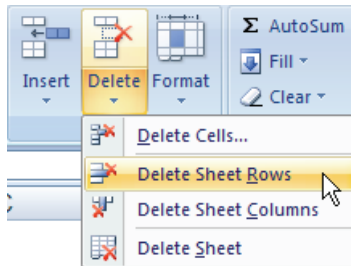 Insert Delete Format
Σ AutoSum
Fill
Clear
Delete Cells...
Delete Sheet Rows
Delete Sheet Columns
Delete Sheet